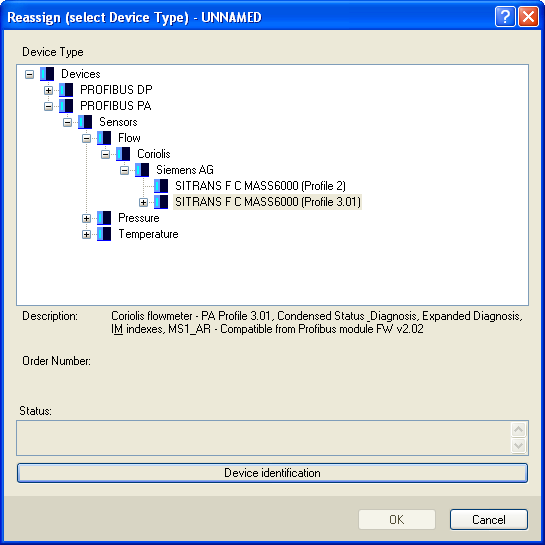 Reassign (select Device Type) - UNNAMED
Device Type
Devices
PROFIBUS DP
PROFIBUS PA
Sensors
Flow
Coriolis
Siemens AG
SITRANS F C MASS6000 (Profile 2)
SITRANS F C MASS6000 (Profile 3.01)
Pressure
Temperature
Description: Coriolis flowmeter - PA Profile 3.01, Condensed Status_Diagnosis, Expanded Diagnosis,
IM indexes, MS1_AR - Compatible from Profibus module FW v2.02
Order Number:
Status:
Device identification
OK Cancel